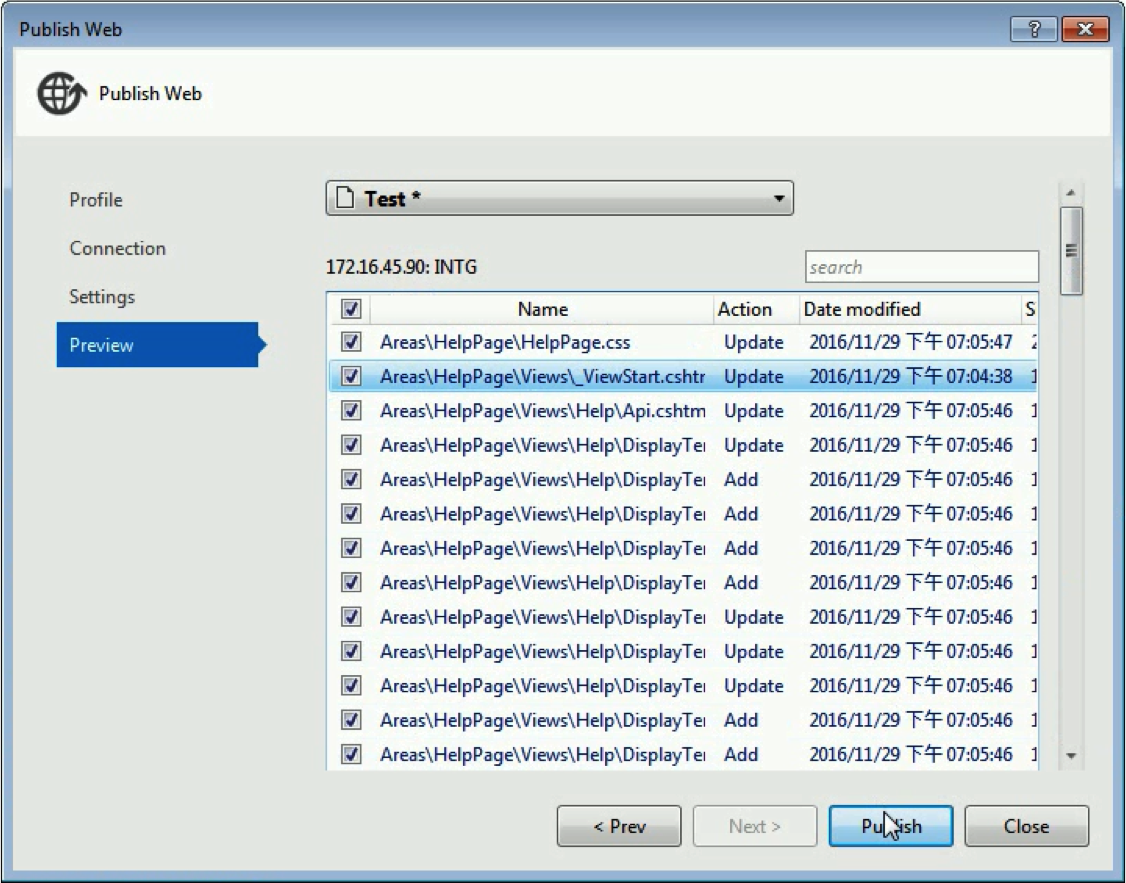 Publish Web
?
Publish Web
Profile
Connection
Settings
Preview
Test *
172.16.45.90: INTG
search
Name Action Date modified S
Areas\HelpPage\HelpPage.css Update 2016/11/29 下午 07:05:47 2
Areas\HelpPage\Views\_ViewStart.cshtr Update 2016/11/29 下午 07:04:38 1
Areas\HelpPage\Views\Help\Api.cshtm Update 2016/11/29 下午 07:05:46 1
Areas\HelpPage\Views\Help\DisplayTei Update 2016/11/29 下午 07:05:46 1
Areas\HelpPage\Views\Help\DisplayTei Add 2016/11/29 下午 07:05:46 1
Areas\HelpPage\Views\Help\DisplayTei Add 2016/11/29 下午 07:05:46 1
Areas\HelpPage\Views\Help\DisplayTei Add 2016/11/29 下午 07:05:46 1
Areas\HelpPage\Views\Help\DisplayTei Add 2016/11/29 下午 07:05:46 1
Areas\HelpPage\Views\Help\DisplayTei Update 2016/11/29 下午 07:05:46 1
Areas\HelpPage\Views\Help\DisplayTei Update 2016/11/29 下午 07:05:46 1
Areas\HelpPage\Views\Help\DisplayTei Update 2016/11/29 下午 07:05:46 1
Areas\HelpPage\Views\Help\DisplayTei Add 2016/11/29 下午 07:05:46 1
Areas\HelpPage\Views\Help\DisplayTei Add 2016/11/29 下午 07:05:46 1
< Prev Next > Publish Close